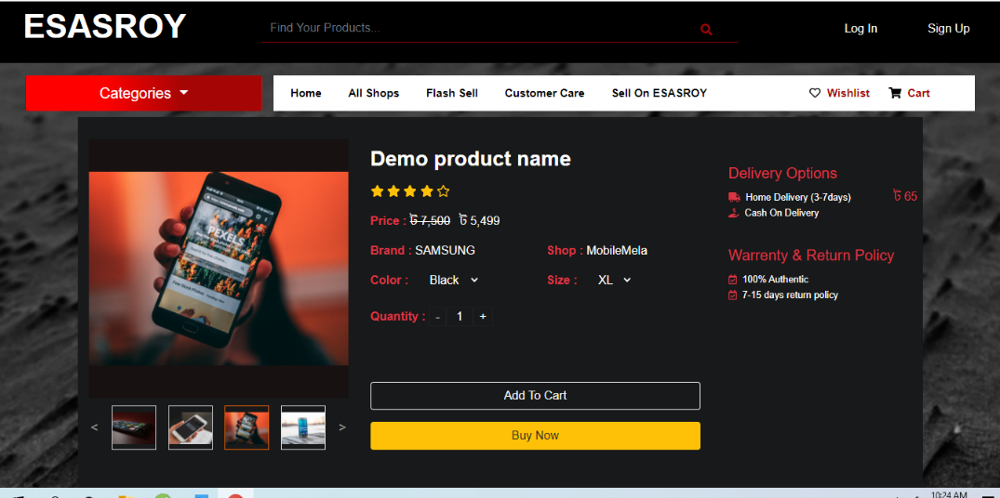 ESASROY
Find Your Products...
Log In
Sign Up
Categories
Home
All Shops
Flash Sell
Customer Care
Sell On ESASROY
Wishlist
Cart
Demo product name
Price : ৳ 7,500 ৳ 5,499
Brand : SAMSUNG
Shop : MobileMela
Color : Black
Size : XL
Quantity : - 1 +
Add To Cart
Buy Now
Delivery Options
Home Delivery (3-7days) ৳ 65
Cash On Delivery
Warrenty & Return Policy
100% Authentic
7-15 days return policy
PEXELS
< >
10:24 AM